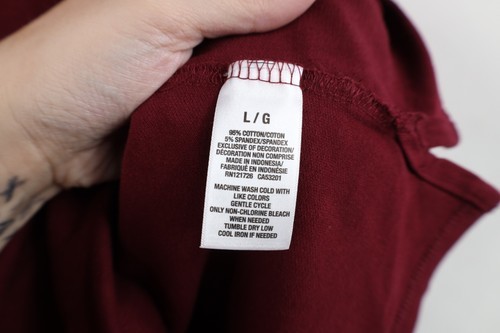 L / G
95% COTTON/COTON
5% SPANDEX/SPANDEX
EXCLUSIVE OF DECORATION/
DÉCORATION NON COMPRISE
MADE IN INDONESIA/
FABRIQUÉ EN INDONÉSIE
RN121726 CA53201
MACHINE WASH COLD WITH
LIKE COLORS
GENTLE CYCLE
ONLY NON-CHLORINE BLEACH
WHEN NEEDED
TUMBLE DRY LOW
COOL IRON IF NEEDED